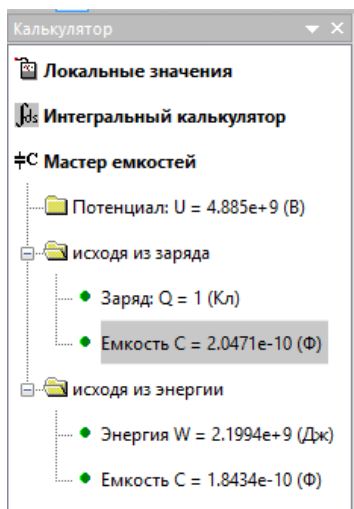 Калькулятор
Локальные значения
Интегральный калькулятор
Мастер емкостей
Потенциал: U = 4.885e+9 (В)
исходя из заряда
Заряд: Q = 1 (Кл)
Емкость C = 2.0471e-10 (Ф)
исходя из энергии
Энергия W = 2.1994e+9 (Дж)
Емкость C = 1.8434e-10 (Ф)